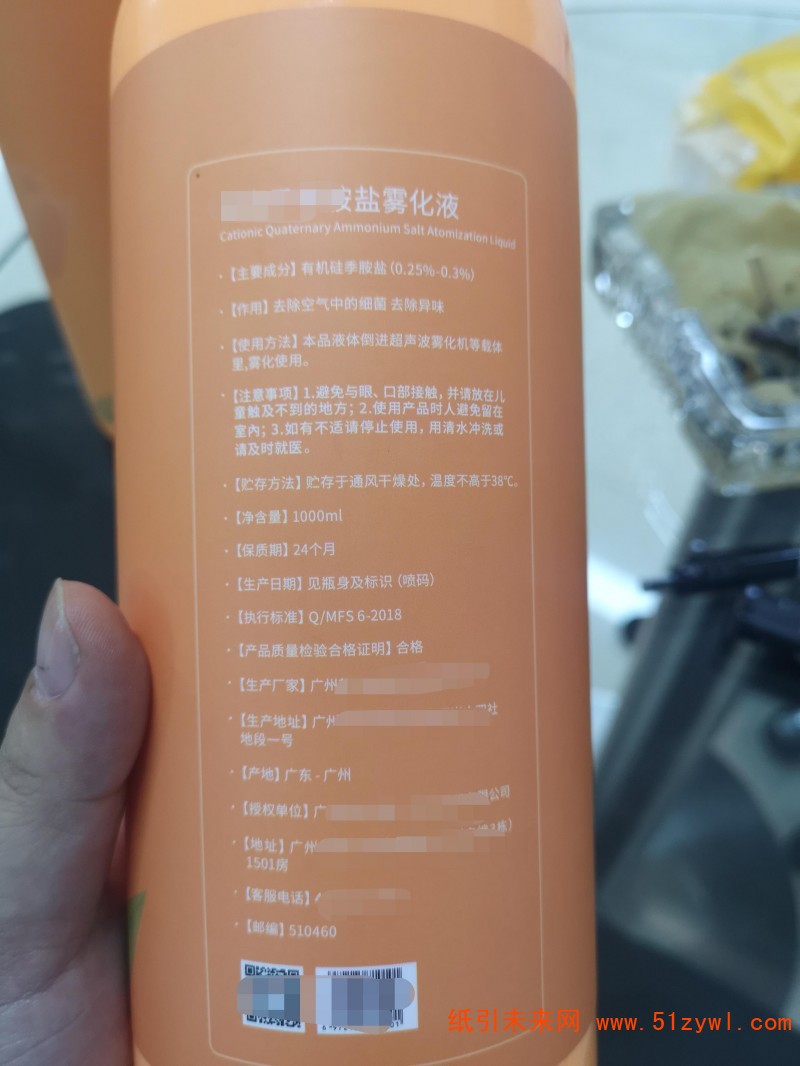 胺盐雾化液
Cationic Quaternary Ammonium Salt Atomization Liquid
·【主要成分】有机硅季胺盐(0.25%-0.3%)
·【作用】去除空气中的细菌 去除异味
·【使用方法】本品液体倒进超声波雾化机等载体
里,雾化使用。
·【注意事项】1.避免与眼、口部接触,并请放在儿
童触及不到的地方;2.使用产品时人避免留在
室内;3.如有不适请停止使用,用清水冲洗或
请及时就医。
·【贮存方法】贮存于通风干燥处,温度不高于38℃。
·【净含量】1000ml
·【保质期】24个月
·【生产日期】见瓶身及标识(喷码)
·【执行标准】Q/MFS 6-2018
·【产品质量检验合格证明】合格
·【生产厂家】广州
·【生产地址】广州
地段一号
·【产地】广东-广州
·【授权单位】广 公司
·【地址】广州 栋)
1501房
·【客服电话】
·【邮编】510460
纸引未来网 www.51zywl.com